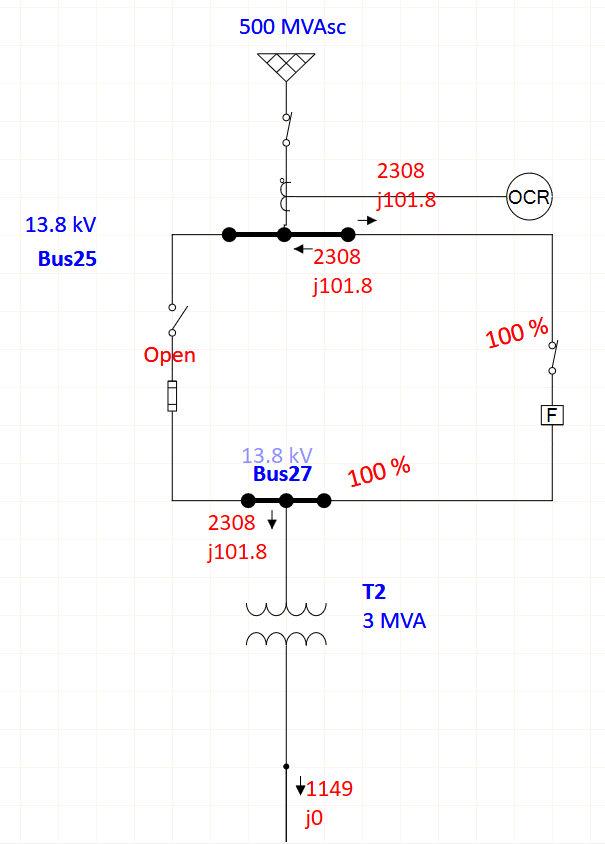 500 MVAsc
2308
j101.8
OCR
13.8 kV
Bus25
2308
j101.8
100 %
Open
F
13.8 kV
Bus27
100 %
2308
j101.8
T2
3 MVA
1149
j0